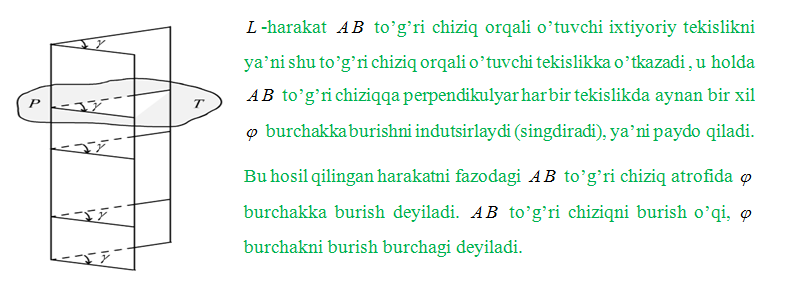 L -harakat AB to’g’ri chiziq orqali o’tuvchi ixtiyoriy tekislikni
ya’ni shu to’g’ri chiziq orqali o’tuvchi tekislikka o’tkazadi , u holda
AB to’g’ri chiziqqa perpendikulyar har bir tekislikda aynan bir xil
φ burchakka burishni indutsirlaydi (singdiradi), ya’ni paydo qiladi.
Bu hosil qilingan harakatni fazodagi AB to’g’ri chiziq atrofida φ
burchakka burish deyiladi. AB to’g’ri chiziqni burish o’qi, φ
burchakni burish burchagi deyiladi.
γ
P
γ
T
γ
γ
γ